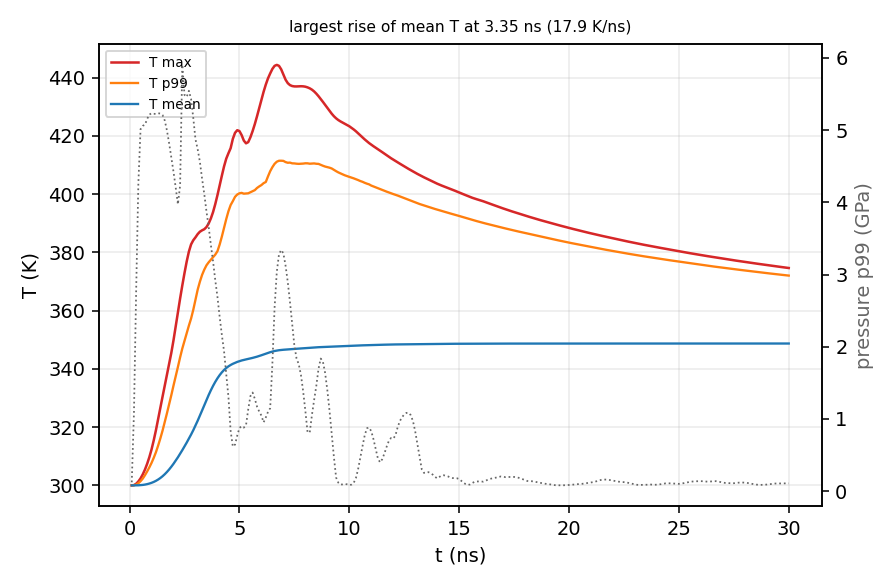 largest rise of mean T at 3.35 ns (17.9 K/ns)
T max
T p99
T mean
440
420
400
380
360
340
320
300
T (K)
6
5
4
3
2
1
0
pressure p99 (GPa)
0 5 10 15 20 25 30
t (ns)